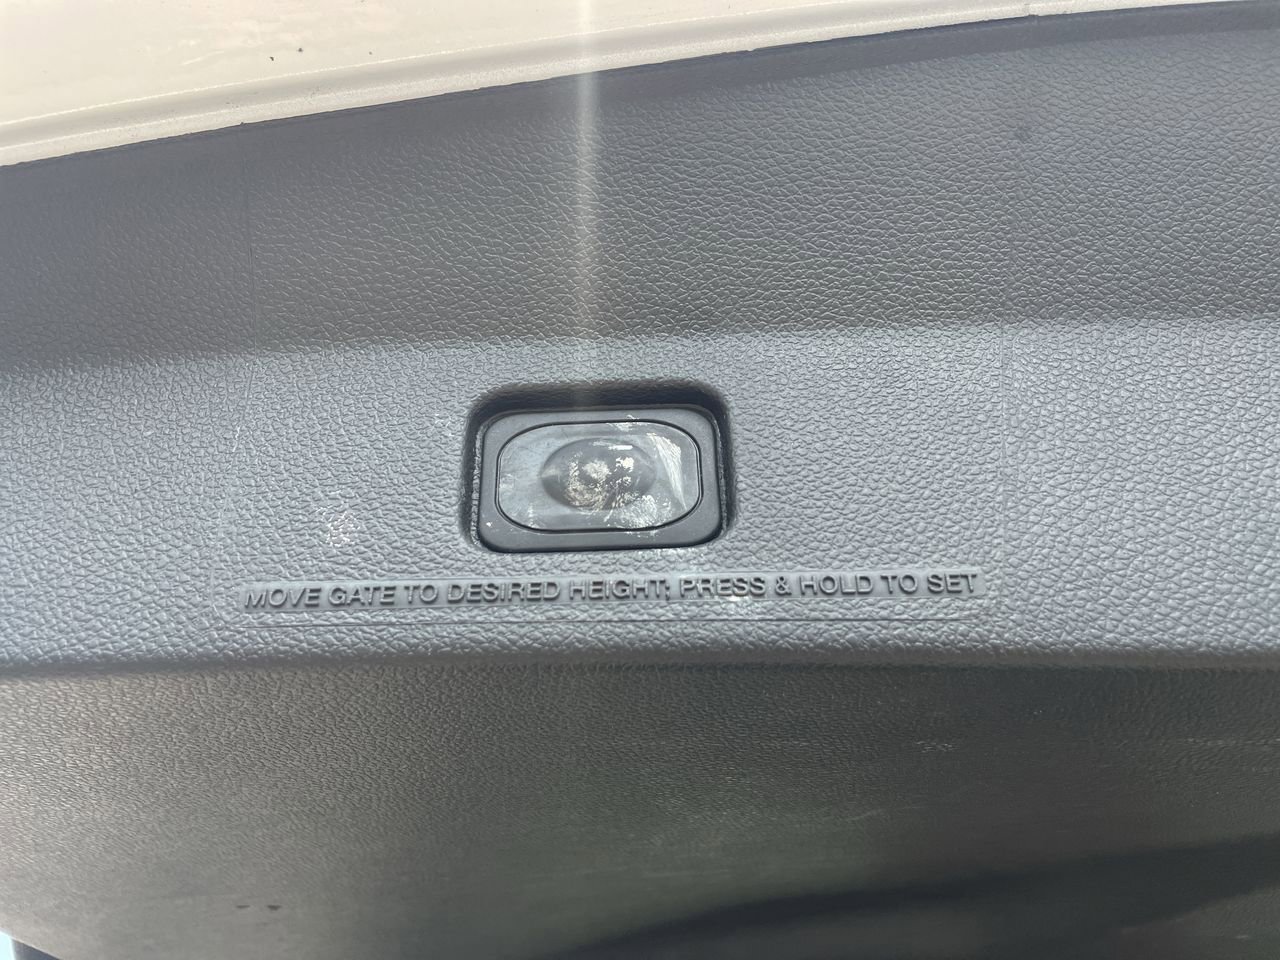 MOVE GATE TO DESIRED HEIGHT; PRESS & HOLD TO SET